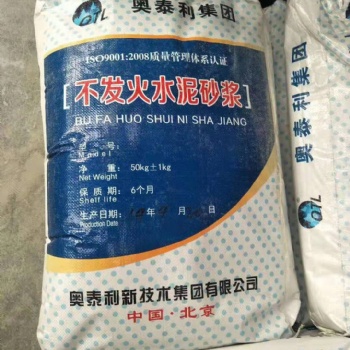 奥泰利集团
QTL
ISO9001:2008质量管理体系认证
[不发火水泥砂浆]
BU FA HUO SHUI NI SHA JIANG
型 号:
Model
净 重: 50kg±1kg
Net Weight
保 质 期: 6个月
Shelf life
生产日期: 年 月 日
Production Date
奥泰利新技术集团有限公司
中国·北京
奥泰利集团
QTL